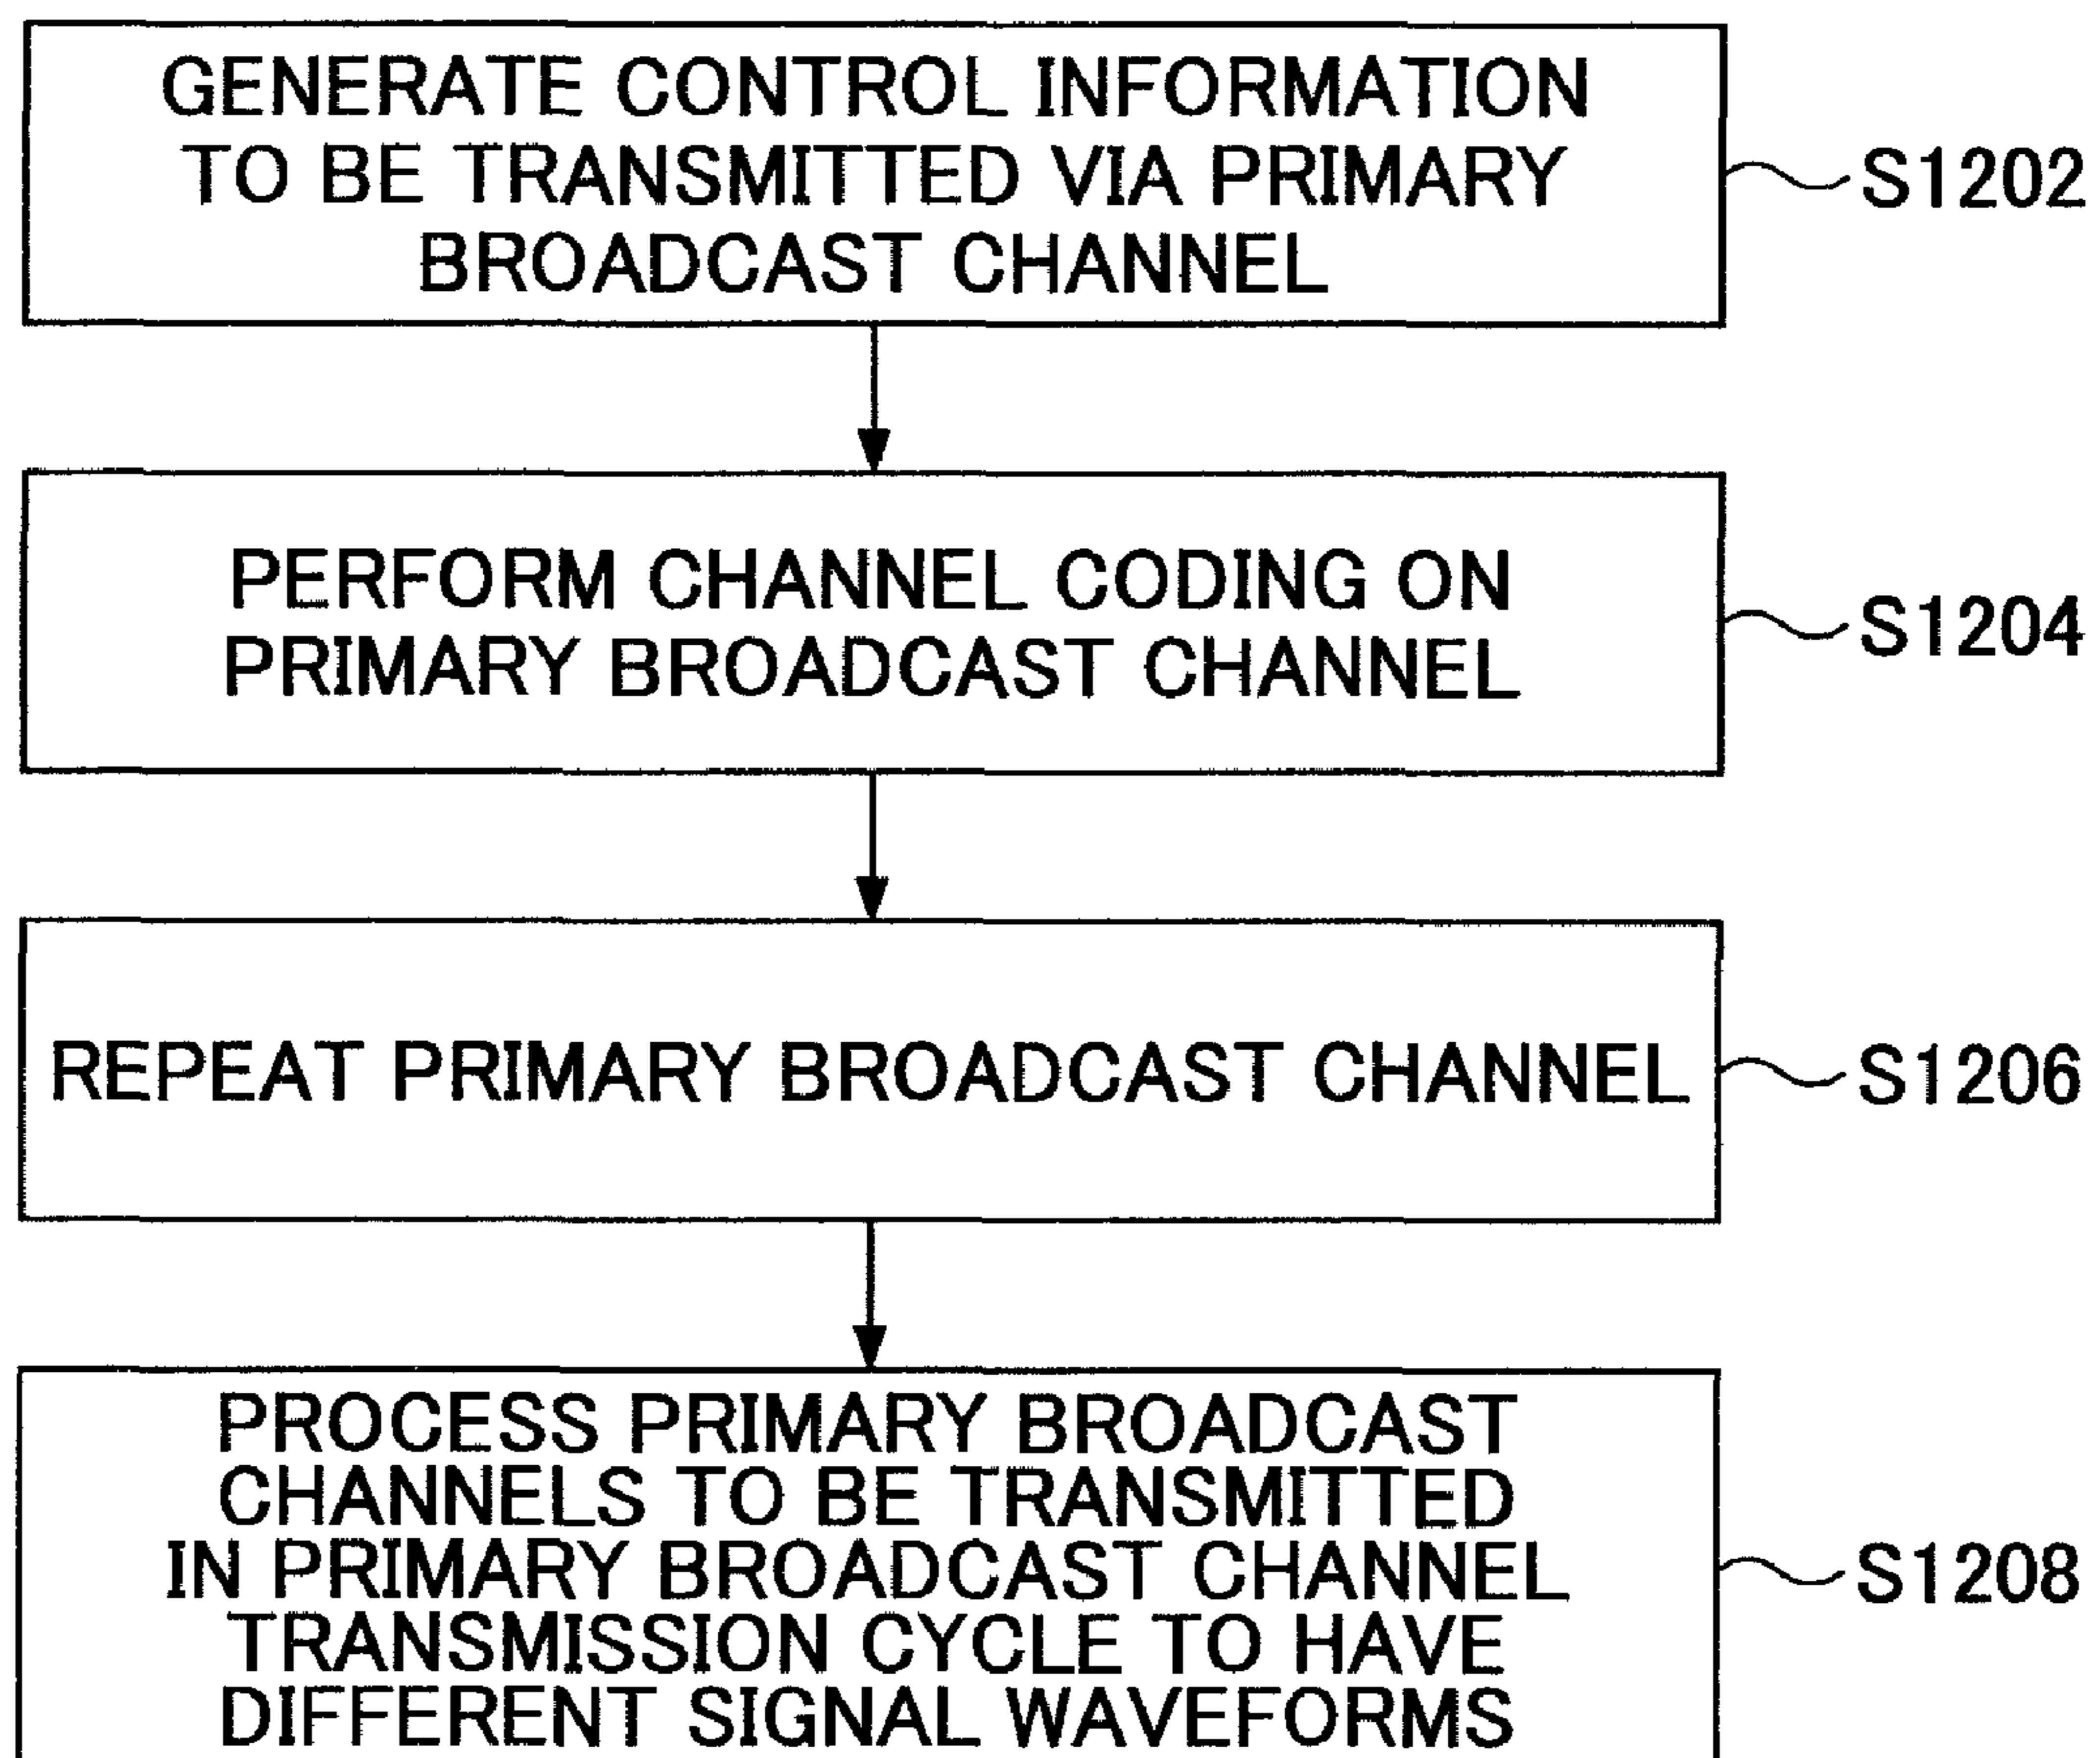 GENERATE CONTROL INFORMATION
TO BE TRANSMITTED VIA PRIMARY
BROADCAST CHANNEL
S1202
PERFORM CHANNEL CODING ON
PRIMARY BROADCAST CHANNEL
S1204
REPEAT PRIMARY BROADCAST CHANNEL
S1206
PROCESS PRIMARY BROADCAST
CHANNELS TO BE TRANSMITTED
IN PRIMARY BROADCAST CHANNEL
TRANSMISSION CYCLE TO HAVE
DIFFERENT SIGNAL WAVEFORMS
S1208